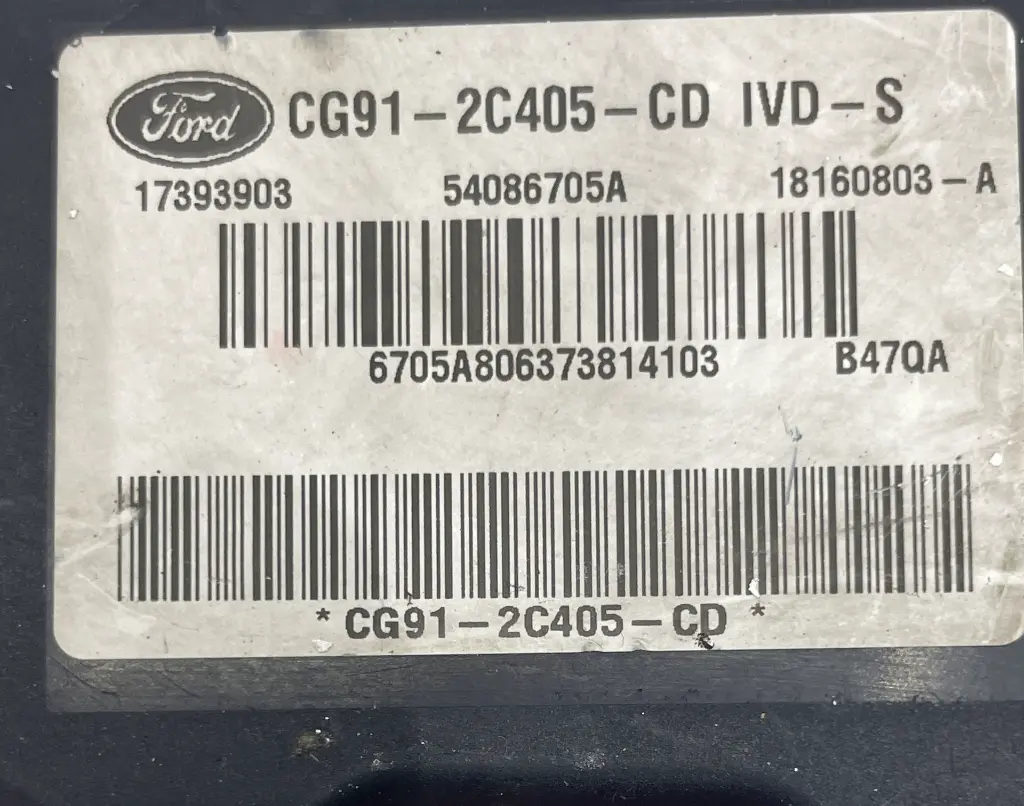 Ford CG91-2C405-CD IVD-S
17393903 54086705A 18160803-A
6705A806373814103 B47QA
*CG91-2C405-CD*